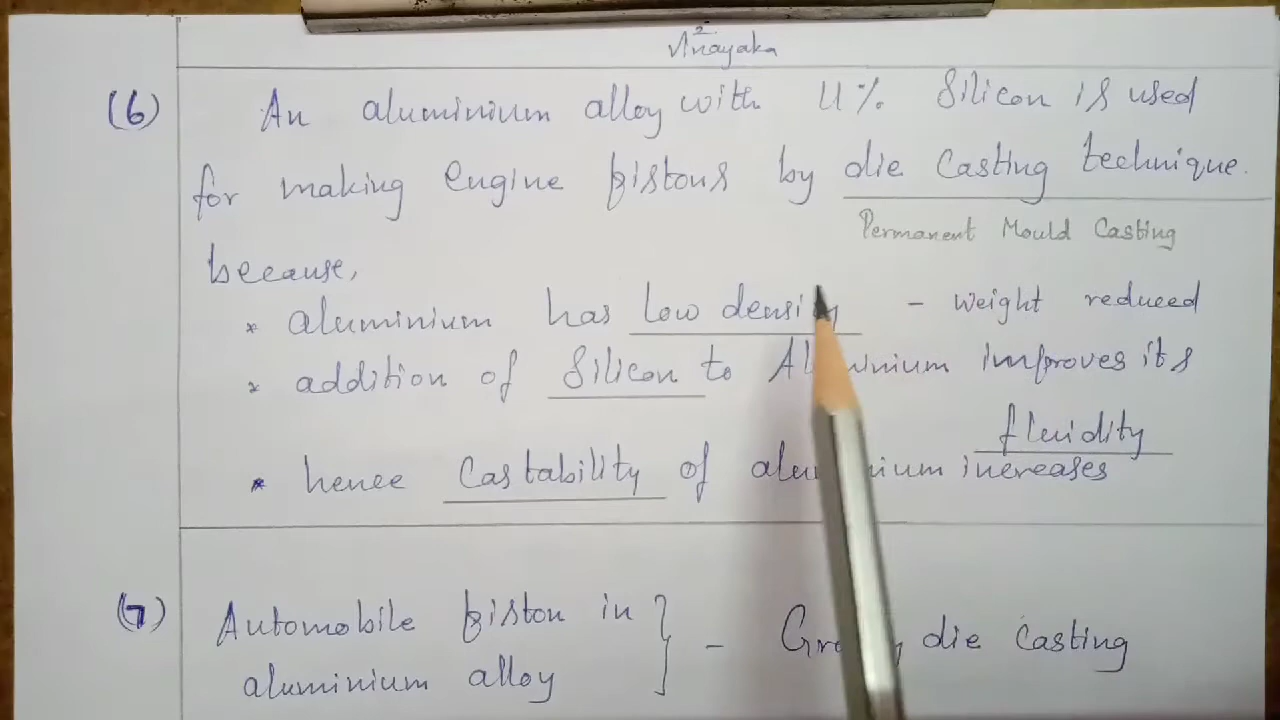 2
Vinayaka
(6) An aluminium alloy with 11% Silicon is used
for making engine pistons by die casting technique.
Permanent Mould Casting
because,
* aluminium has low density - weight reduced
* addition of Silicon to Aluminium improves its
fluidity
* hence Castability of aluminium increases
(7) Automobile piston in
aluminium alloy } - Gravity die casting